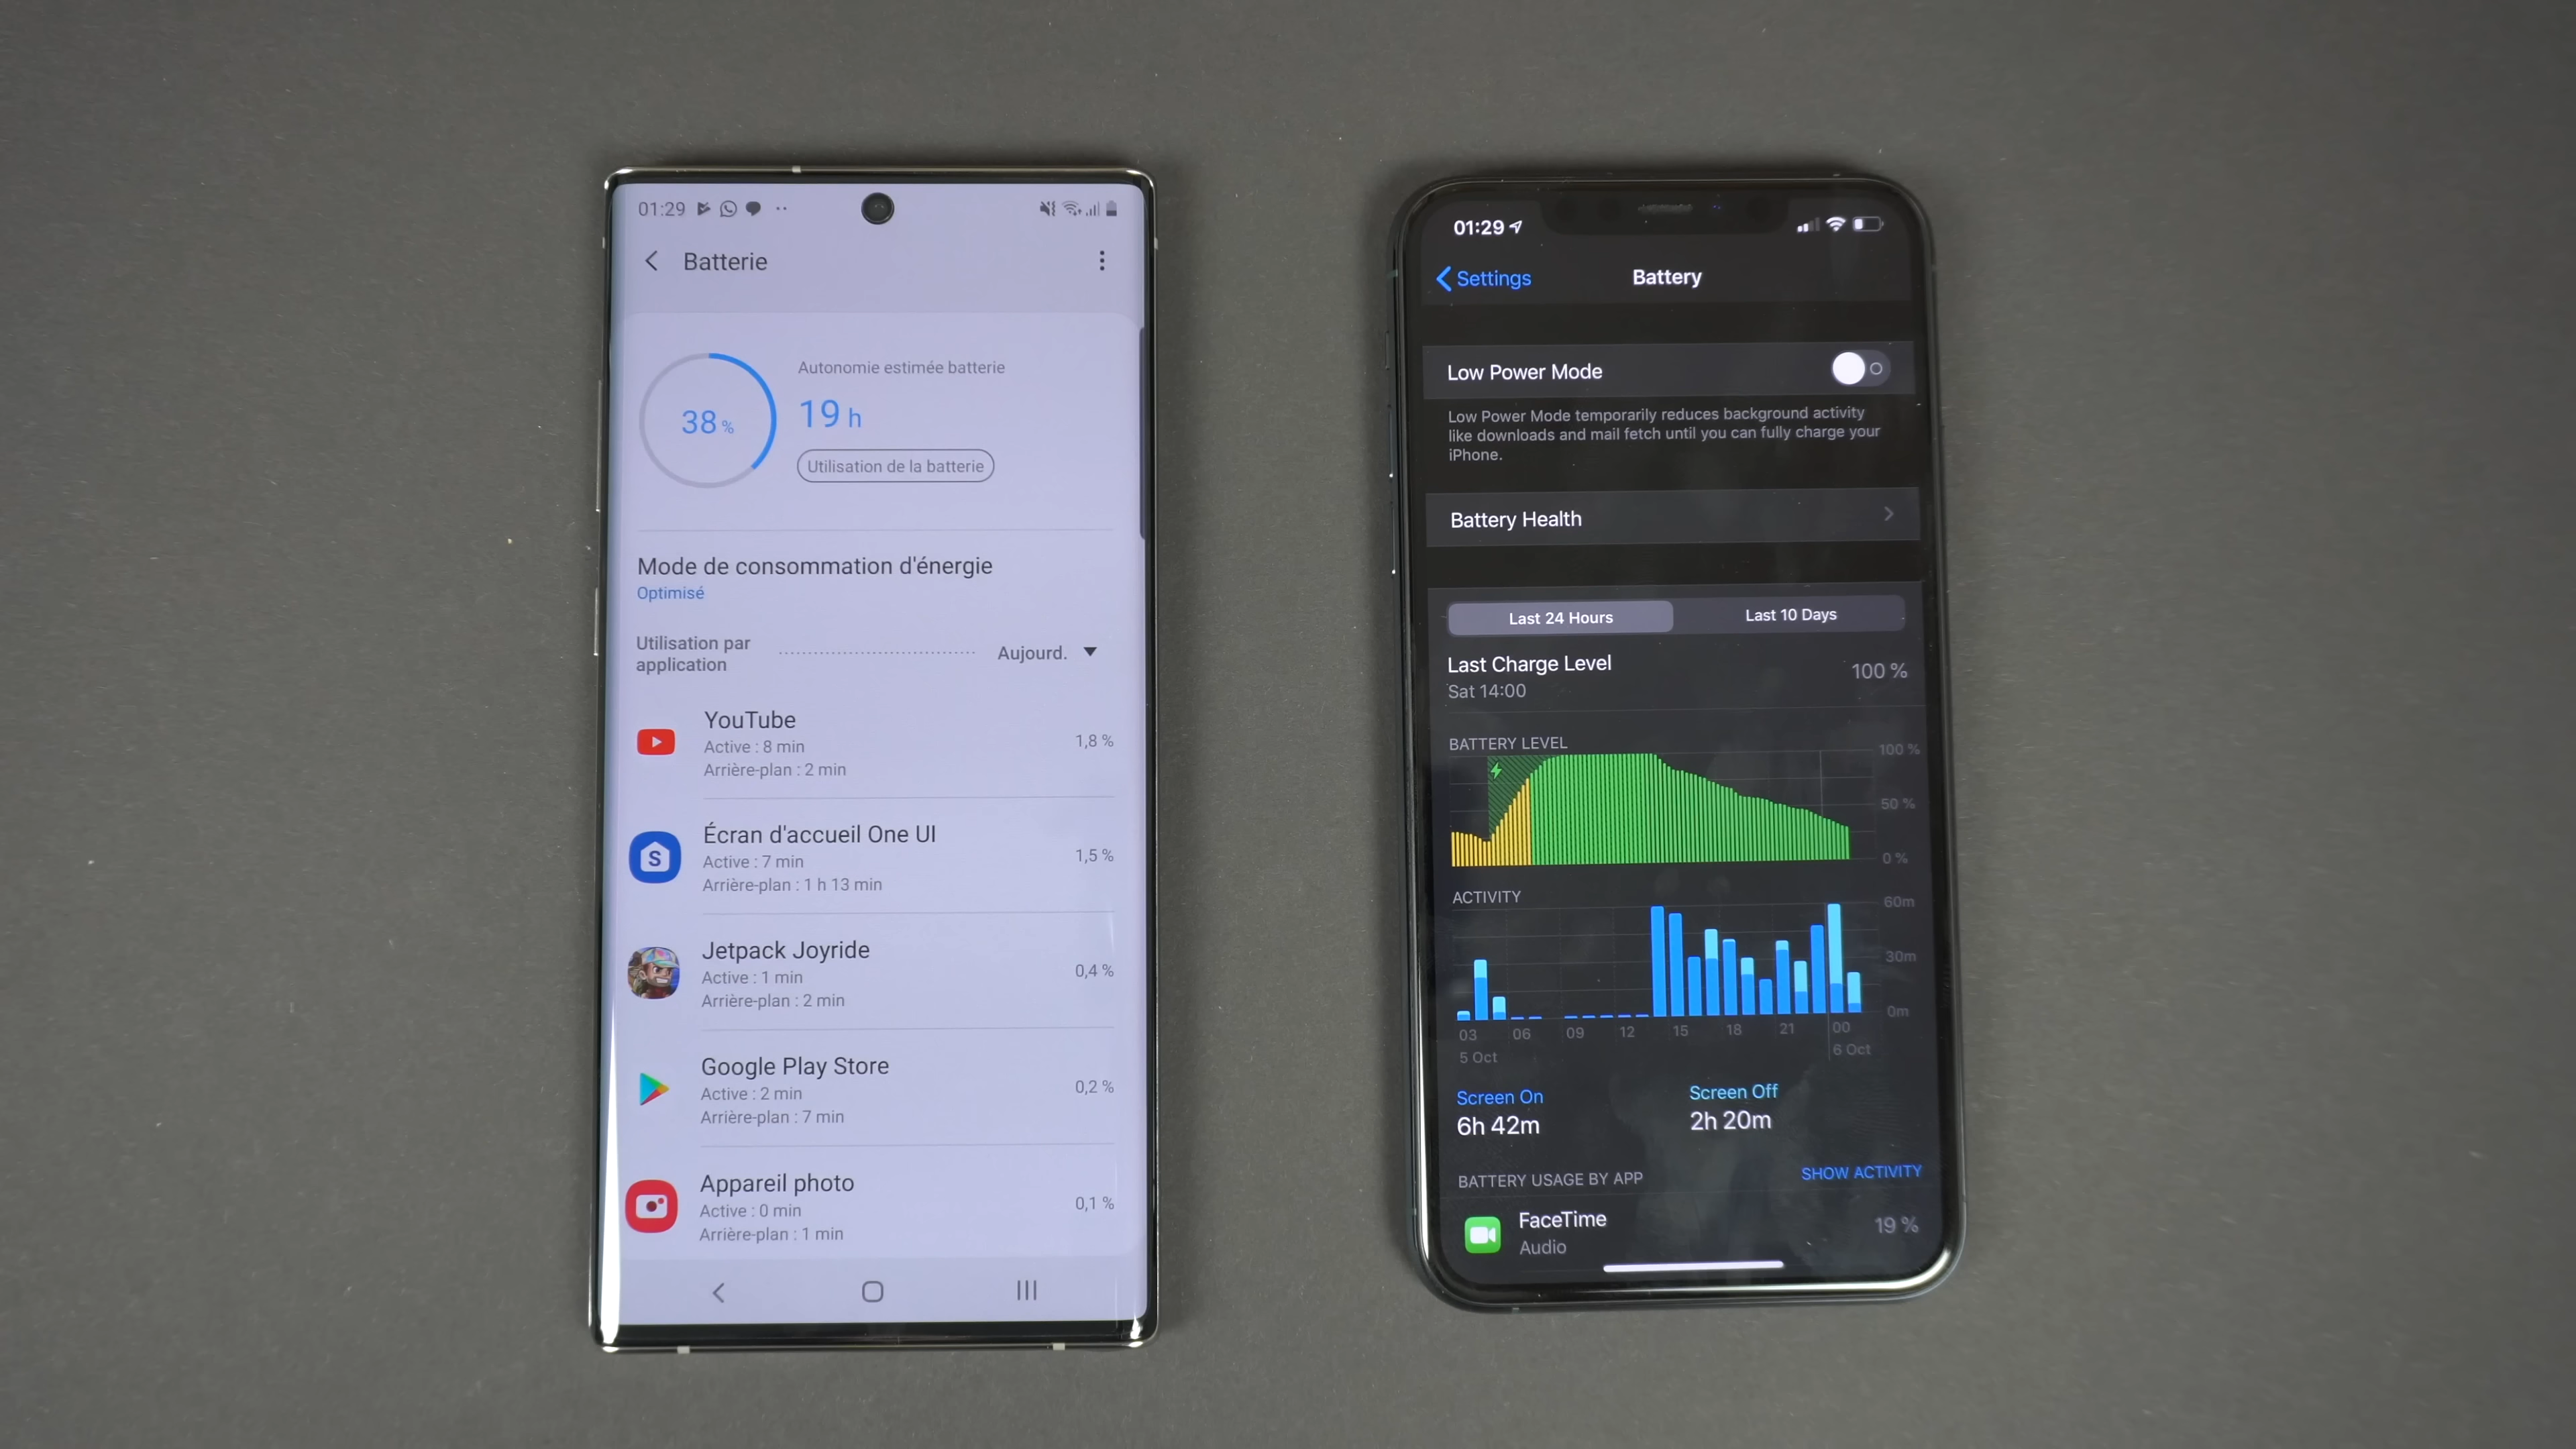 01:29
Batterie
38 %
Autonomie estimée batterie
19 h
Utilisation de la batterie
Mode de consommation d'énergie
Optimisé
Utilisation par
application
Aujourd.
YouTube
Active : 8 min
Arrière-plan : 2 min
1,8 %
Écran d'accueil One UI
Active : 7 min
Arrière-plan : 1 h 13 min
1,5 %
Jetpack Joyride
Active : 1 min
Arrière-plan : 2 min
0,4 %
Google Play Store
Active : 2 min
Arrière-plan : 7 min
0,2 %
Appareil photo
Active : 0 min
Arrière-plan : 1 min
0,1 %
01:29
Settings
Battery
Low Power Mode
Low Power Mode temporarily reduces background activity
like downloads and mail fetch until you can fully charge your
iPhone.
Battery Health
Last 24 Hours
Last 10 Days
Last Charge Level
Sat 14:00
100 %
BATTERY LEVEL
100 %
50 %
0 %
ACTIVITY
60m
30m
0m
03 06 09 12 15 18 21 00
5 Oct 6 Oct
Screen On
6h 42m
Screen Off
2h 20m
BATTERY USAGE BY APP
SHOW ACTIVITY
FaceTime
Audio
19 %